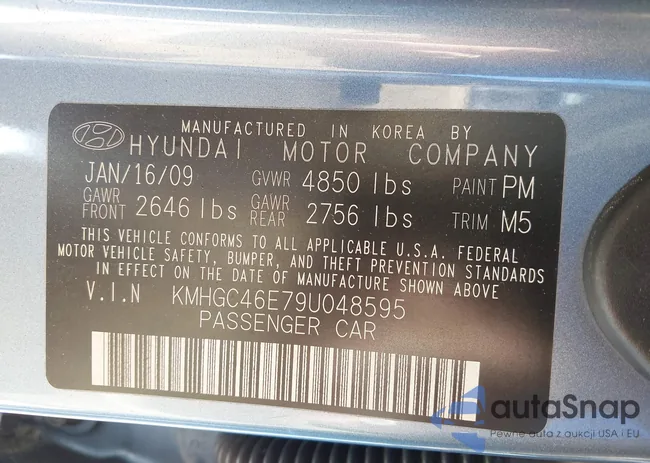 MANUFACTURED IN KOREA BY
HYUNDAI MOTOR COMPANY
JAN/16/09 GVWR 4850 lbs PAINT PM
GAWR FRONT 2646 lbs GAWR REAR 2756 lbs TRIM M5
THIS VEHICLE CONFORMS TO ALL APPLICABLE U.S.A. FEDERAL
MOTOR VEHICLE SAFETY, BUMPER, AND THEFT PREVENTION STANDARDS
IN EFFECT ON THE DATE OF MANUFACTURE SHOWN ABOVE
V.I.N KMHGC46E79U048595
PASSENGER CAR
autaSnap
Pewne auta z aukcji USA i EU